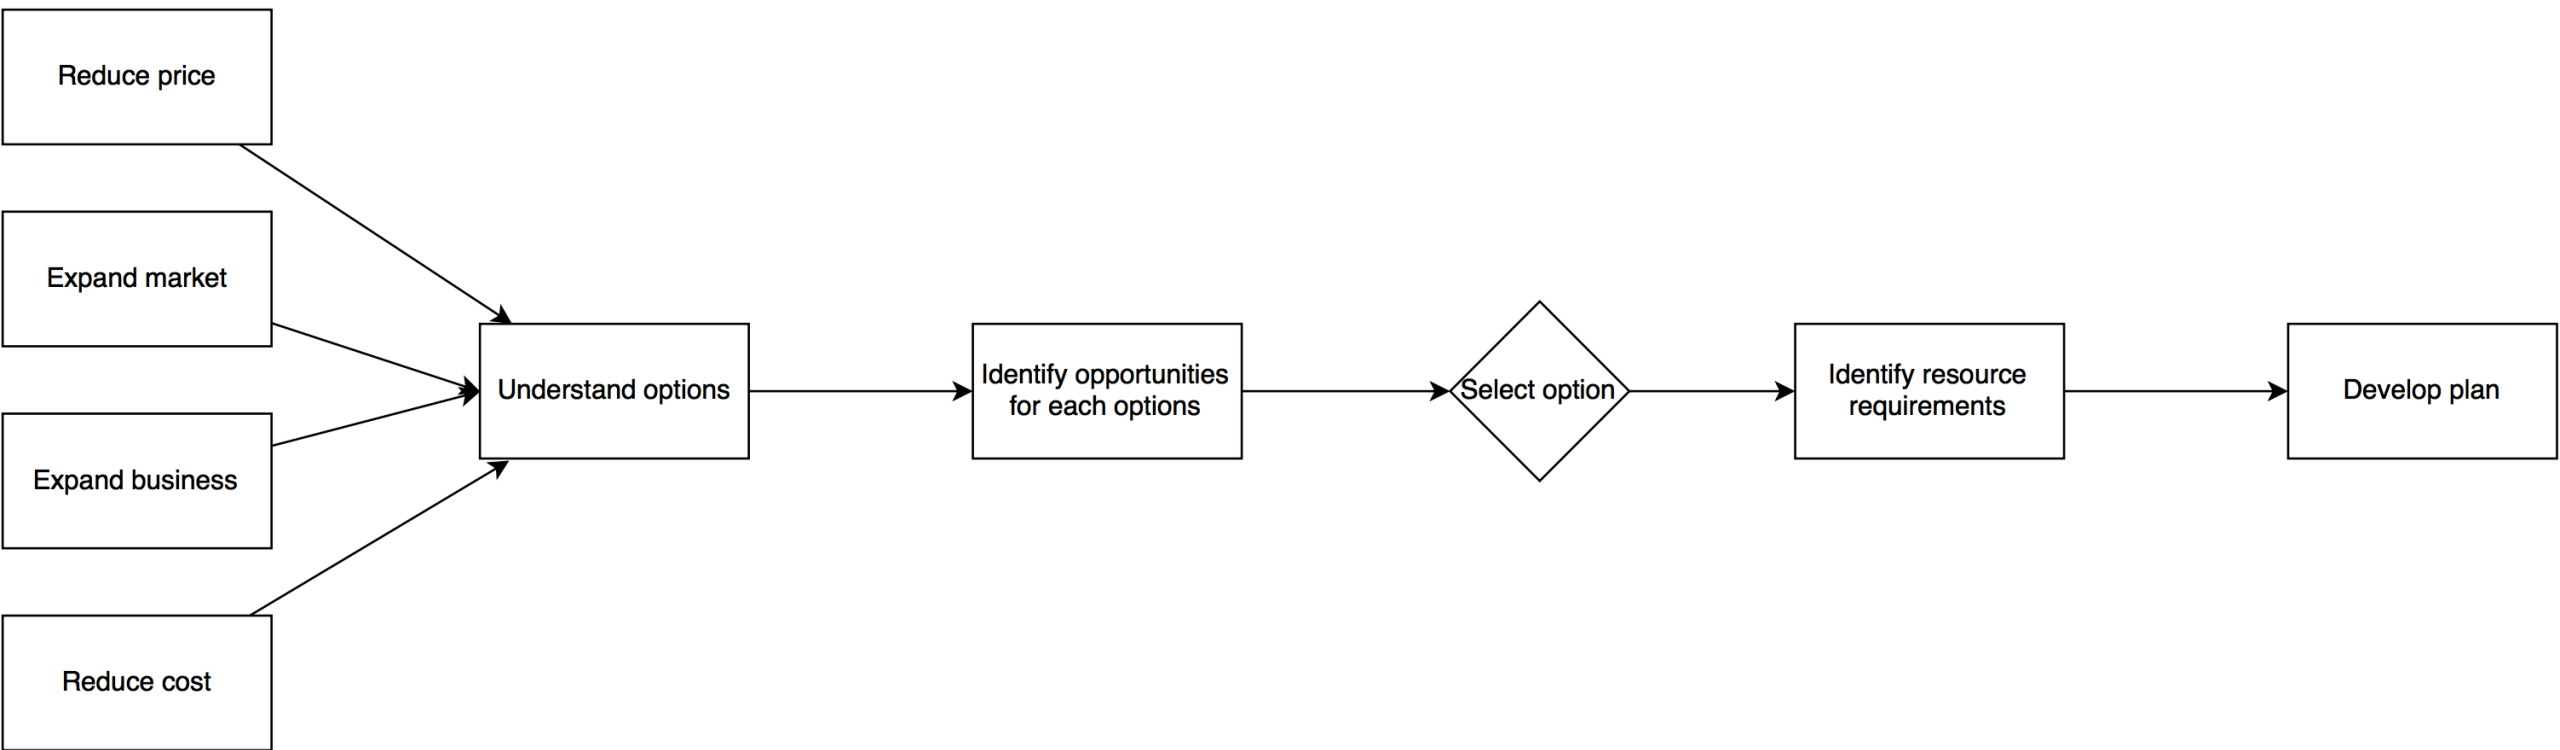 Reduce price
Expand market
Expand business
Reduce cost
Understand options
Identify opportunities
for each options
Select option
Identify resource
requirements
Develop plan